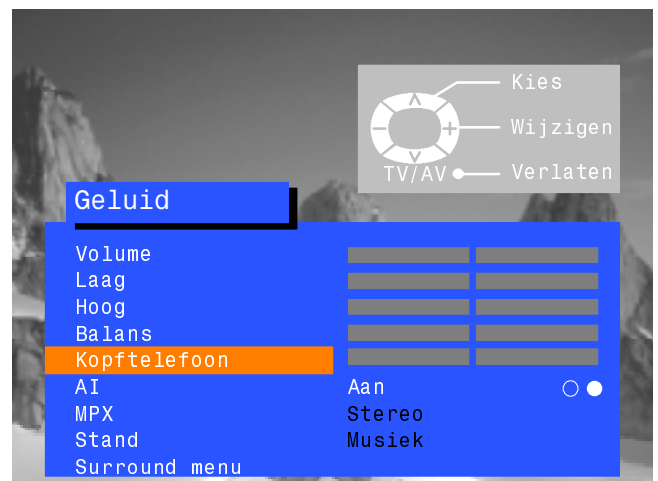 Kies
Wijzigen
TV/AV Verlaten
Geluid
Volume
Laag
Hoog
Balans
Kopftelefoon
AI Aan
MPX Stereo
Stand Musiek
Surround menu